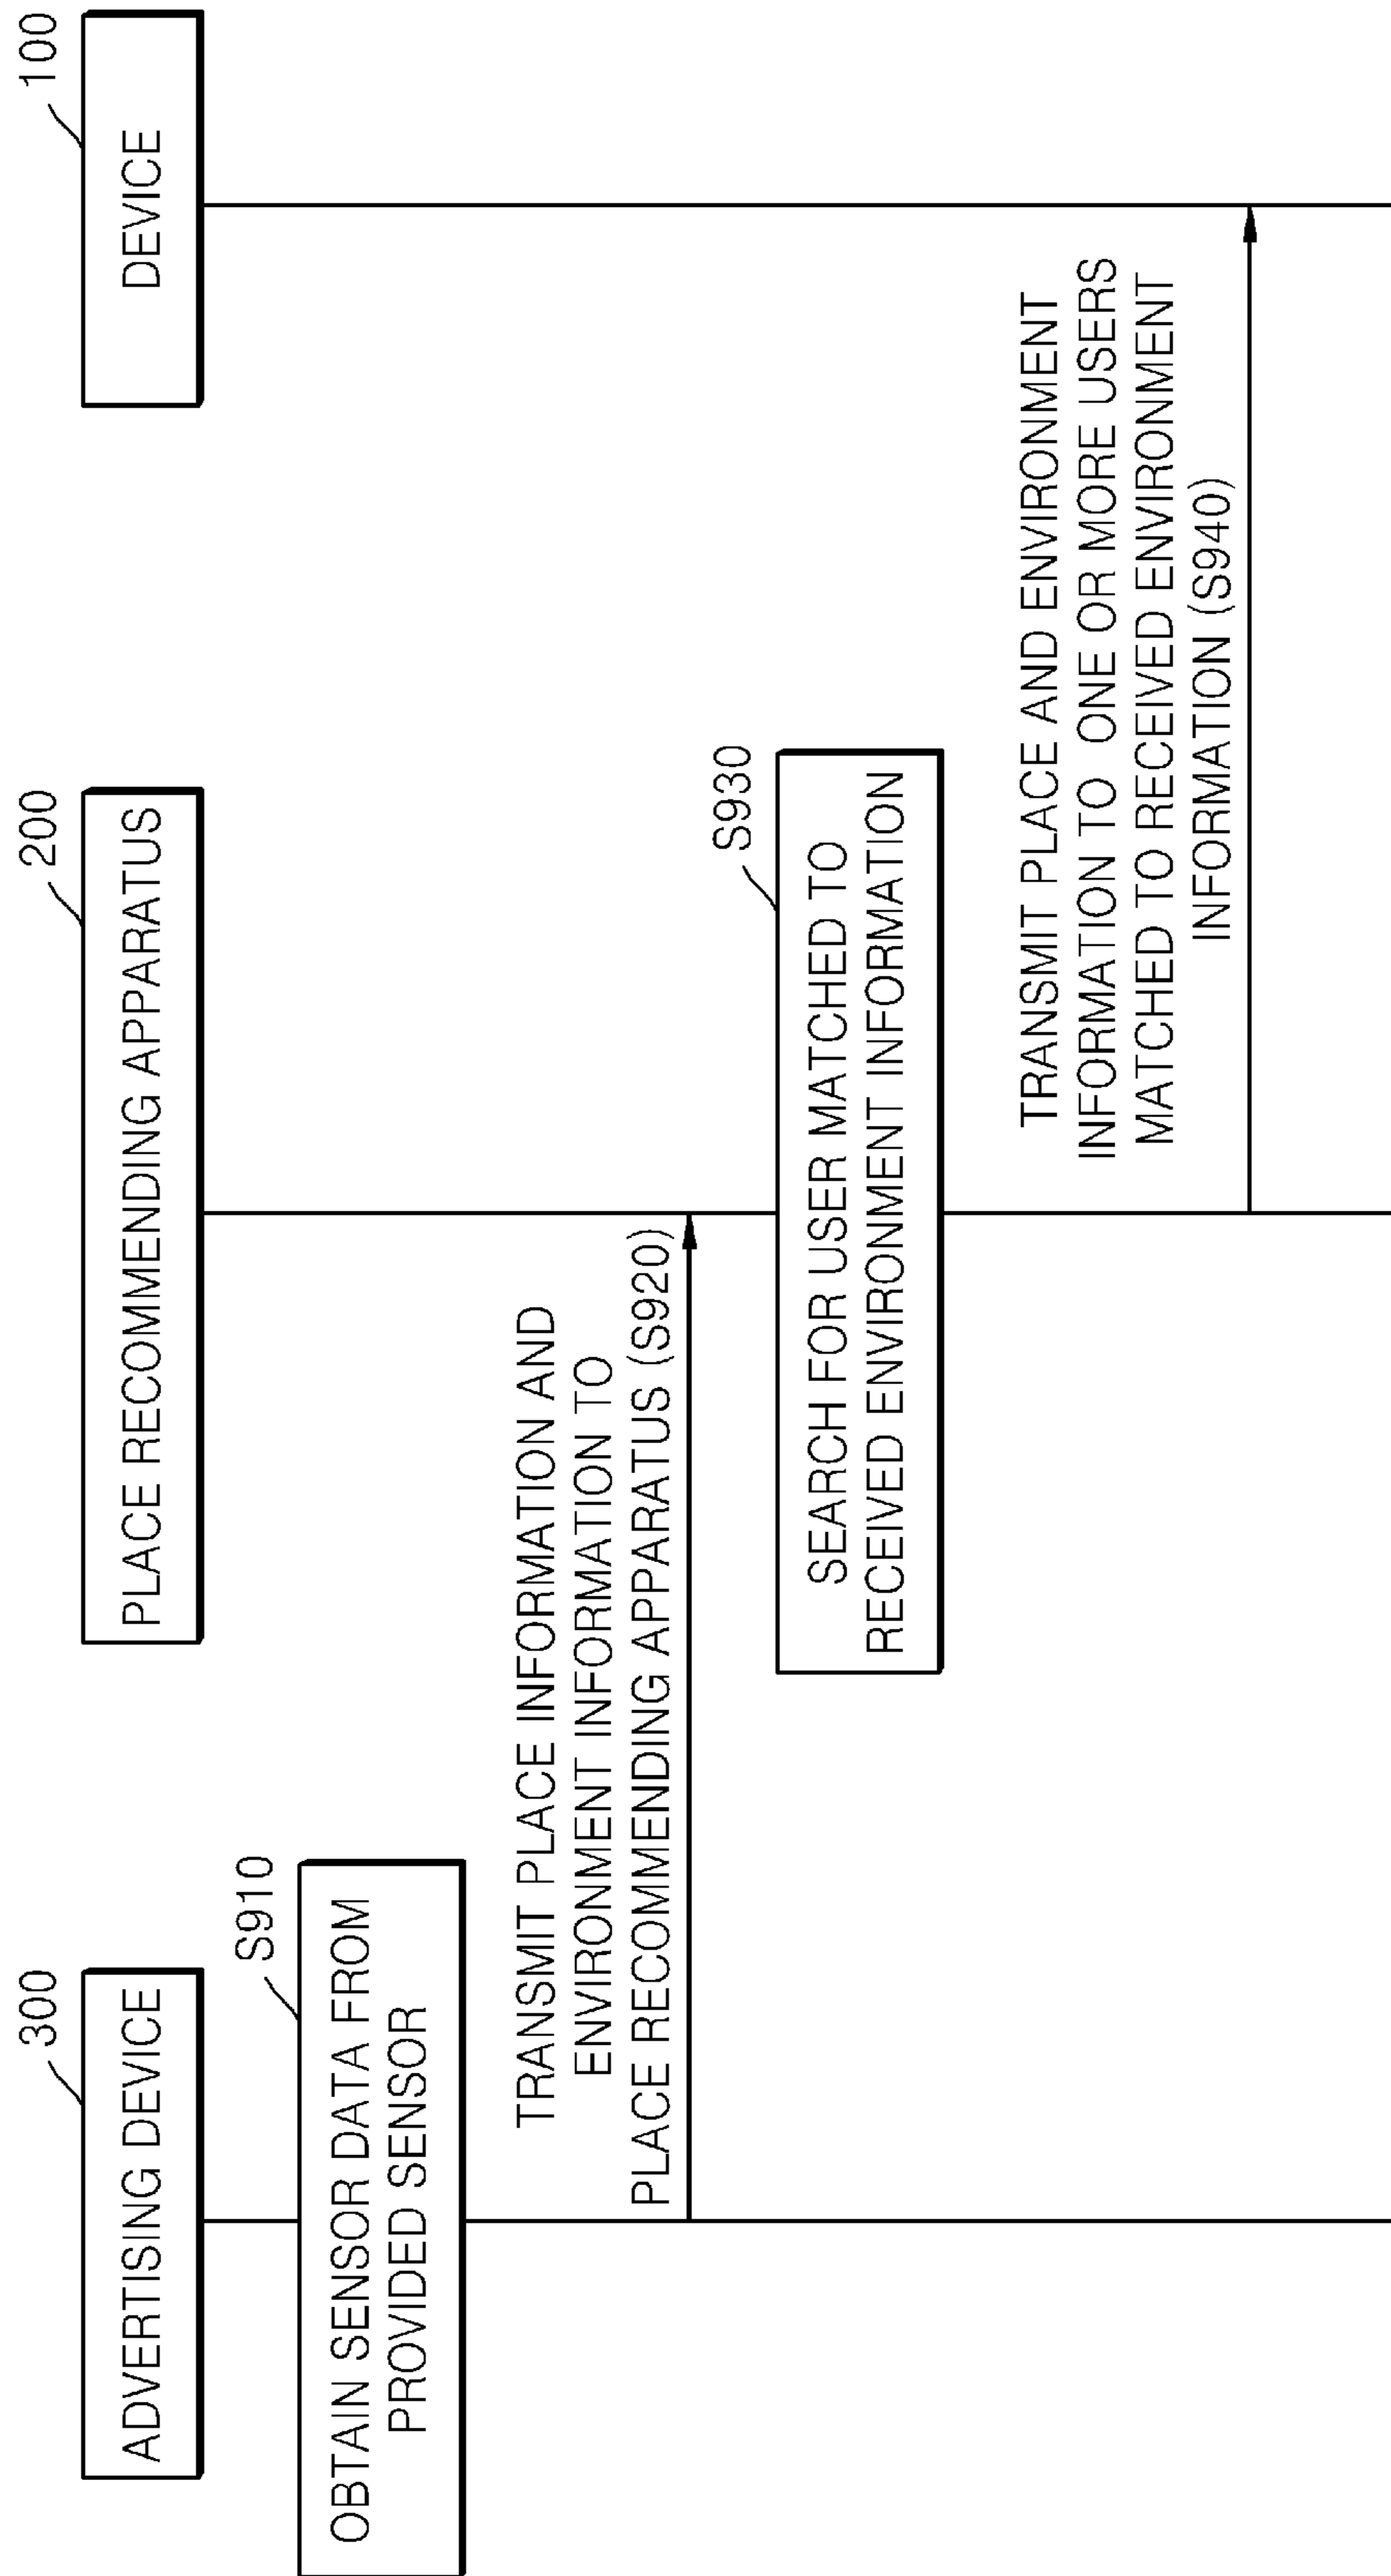 300
ADVERTISING DEVICE
200
PLACE RECOMMENDING APPARATUS
100
DEVICE
S910
OBTAIN SENSOR DATA FROM
PROVIDED SENSOR
TRANSMIT PLACE INFORMATION AND
ENVIRONMENT INFORMATION TO
PLACE RECOMMENDING APPARATUS (S920)
S930
SEARCH FOR USER MATCHED TO
RECEIVED ENVIRONMENT INFORMATION
TRANSMIT PLACE AND ENVIRONMENT
INFORMATION TO ONE OR MORE USERS
MATCHED TO RECEIVED ENVIRONMENT
INFORMATION (S940)